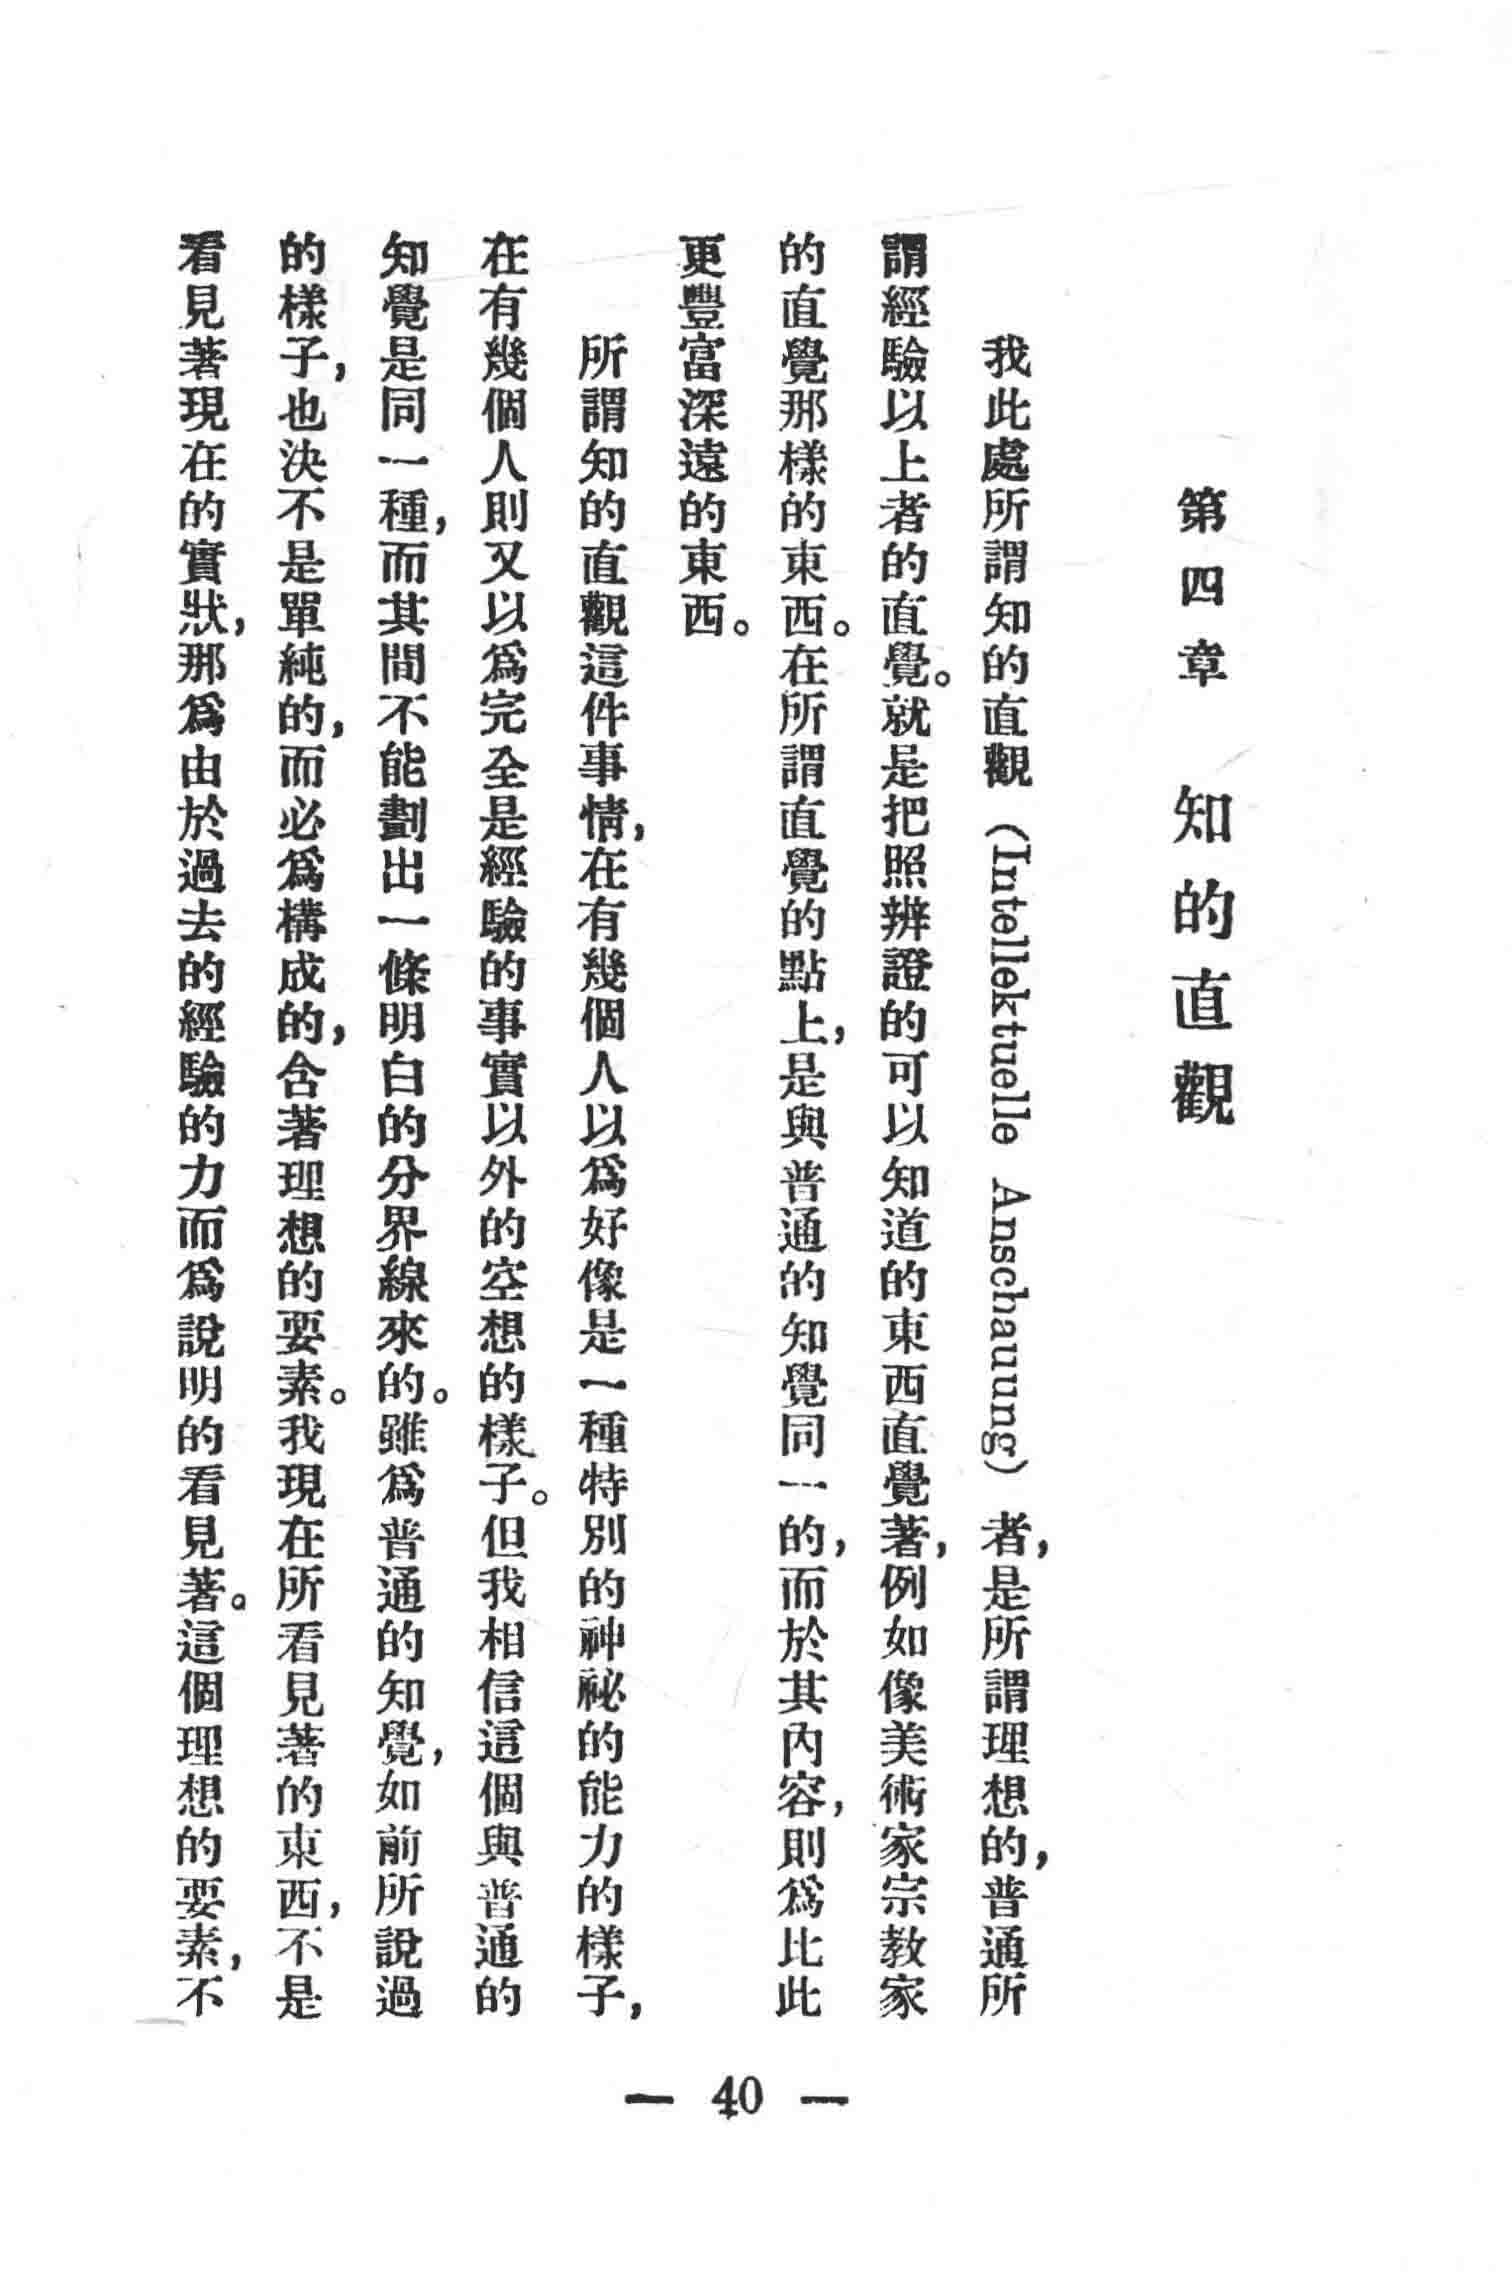 第四章　知的直觀
我此處所謂知的直觀（Intellektuelle Anschauung）者，是所謂理想的，普通所
謂經驗以上者的直覺。就是把照辨證的可以知道的東西直覺著，例如像美術家宗教家
的直覺那樣的東西。在所謂直覺的點上，是與普通的知覺同一的，而於其內容，則爲比此
更豐富深遠的東西。
所謂知的直觀這件事情，在有幾個人以爲好像是一種特別的神祕的能力的樣子，
在有幾個人則又以爲完全是經驗的事實以外的空想的樣子。但我相信這個與普通的
知覺是同一種，而其間不能劃出一條明白的分界線來的。雖爲普通的知覺，如前所說過
的樣子，也決不是單純的，而必爲構成的，含著理想的要素。我現在所看見著的東西，不是
看見著現在的實狀，那爲由於過去的經驗的力而爲說明的看見著。這個理想的要素，不
— 40 —